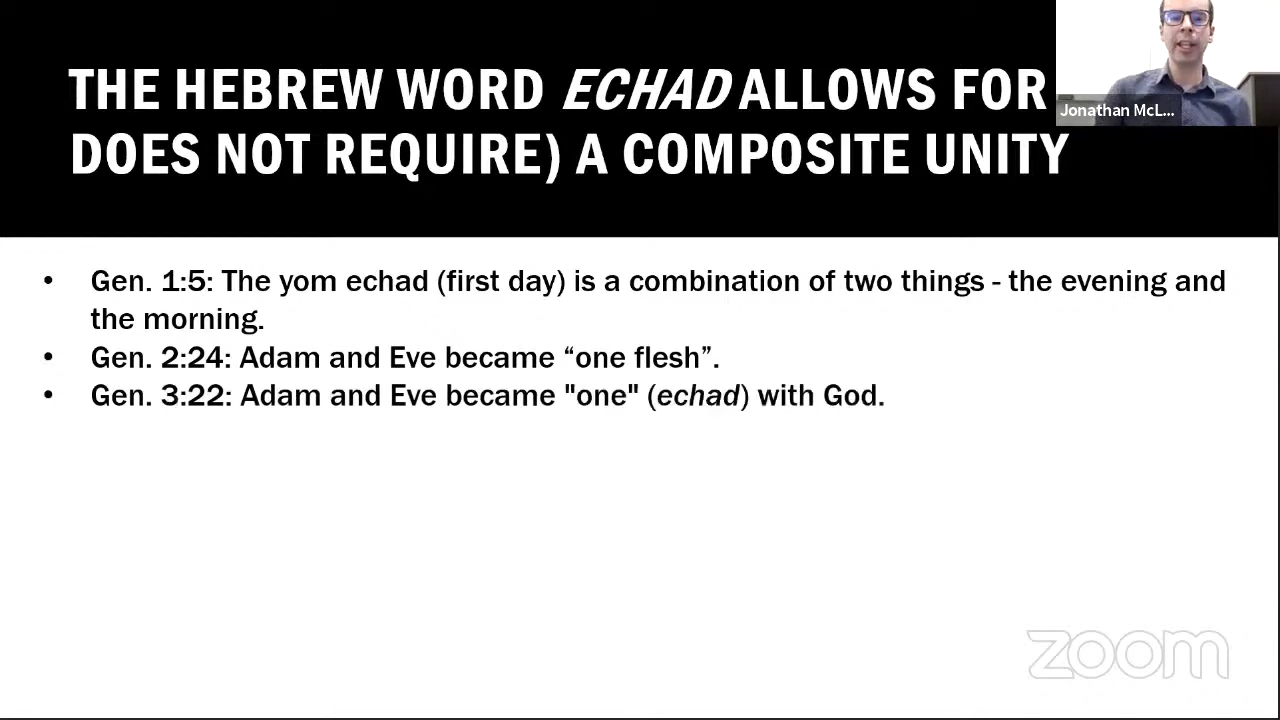 THE HEBREW WORD ECHAD ALLOWS FOR
DOES NOT REQUIRE) A COMPOSITE UNITY
Jonathan McL...
• Gen. 1:5: The yom echad (first day) is a combination of two things - the evening and
the morning.
• Gen. 2:24: Adam and Eve became “one flesh”.
• Gen. 3:22: Adam and Eve became "one" (echad) with God.
zoom